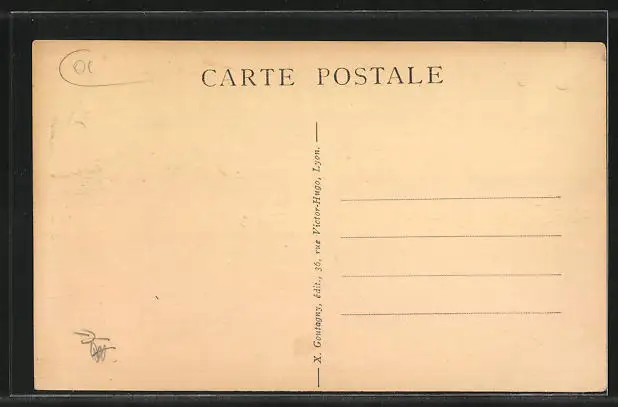 01
CARTE POSTALE
— X. Goutagny, édit., 36, rue Victor-Hugo, Lyon. —